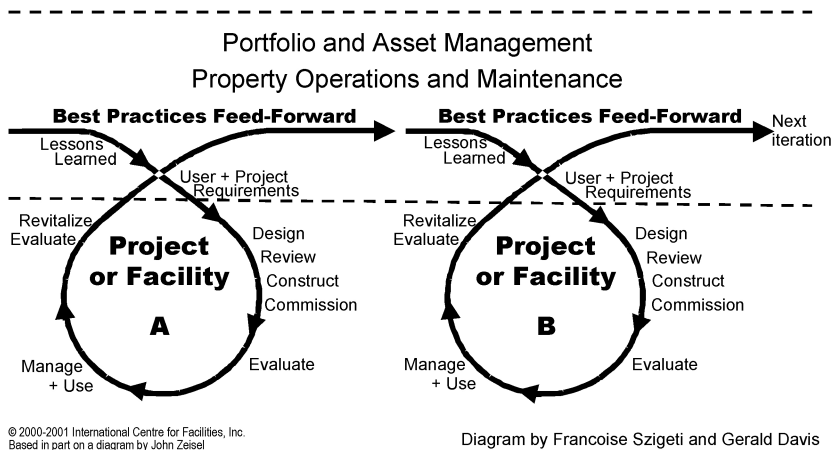 Portfolio and Asset Management
Property Operations and Maintenance
Best Practices Feed-Forward
Lessons
Learned
User + Project
Requirements
Revitalize
Evaluate
Project
or Facility
A
Design
Review
Construct
Commission
Evaluate
Manage
+ Use
Best Practices Feed-Forward
Next
iteration
Lessons
Learned
User + Project
Requirements
Revitalize
Evaluate
Project
or Facility
B
Design
Review
Construct
Commission
Evaluate
Manage
+ Use
© 2000-2001 International Centre for Facilities, Inc.
Based in part on a diagram by John Zeisel
Diagram by Francoise Szigeti and Gerald Davis